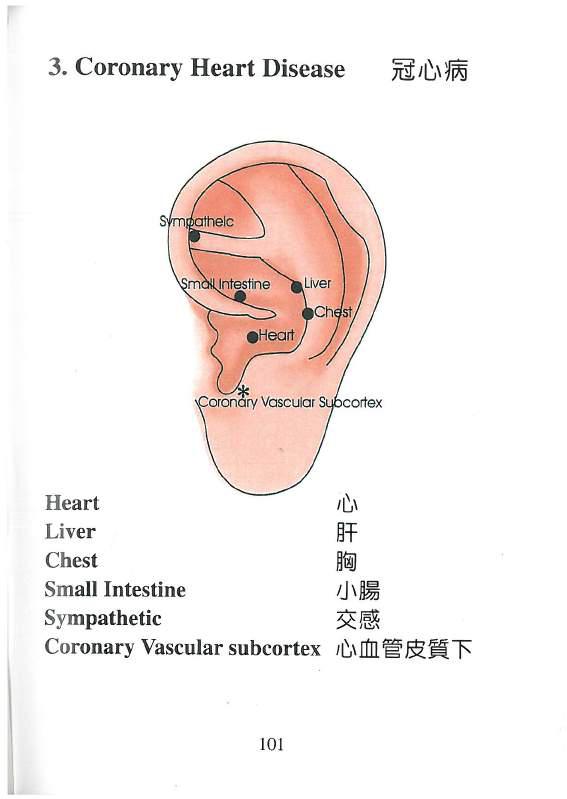 3. Coronary Heart Disease 冠心病
Sympatheic
Small Intestine
Liver
Chest
Heart
*
Coronary Vascular Subcortex
Heart 心
Liver 肝
Chest 胸
Small Intestine 小腸
Sympathetic 交感
Coronary Vascular subcortex 心血管皮質下
101